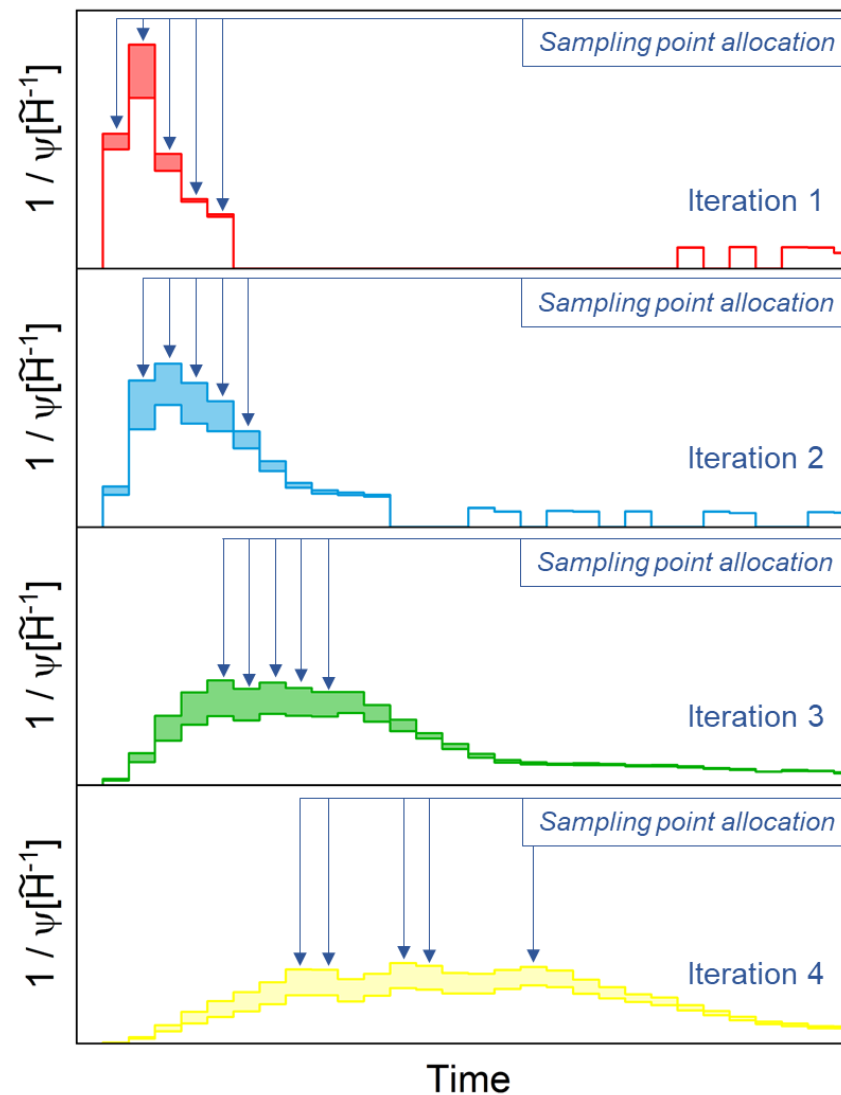 Sampling point allocation
1 / ψ[H̃⁻¹]
Iteration 1
Sampling point allocation
1 / ψ[H̃⁻¹]
Iteration 2
Sampling point allocation
1 / ψ[H̃⁻¹]
Iteration 3
Sampling point allocation
1 / ψ[H̃⁻¹]
Iteration 4
Time